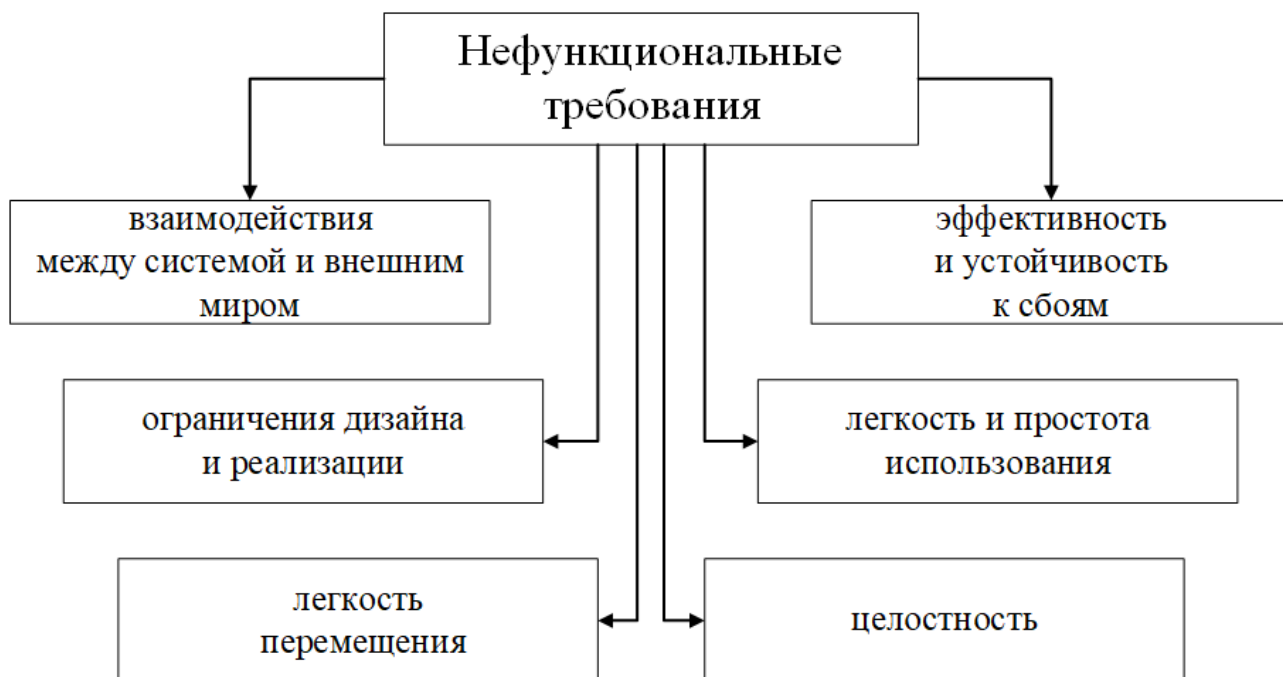 Нефункциональные
требования
взаимодействия
между системой и внешним
миром
эффективность
и устойчивость
к сбоям
ограничения дизайна
и реализации
легкость и простота
использования
легкость
перемещения
целостность